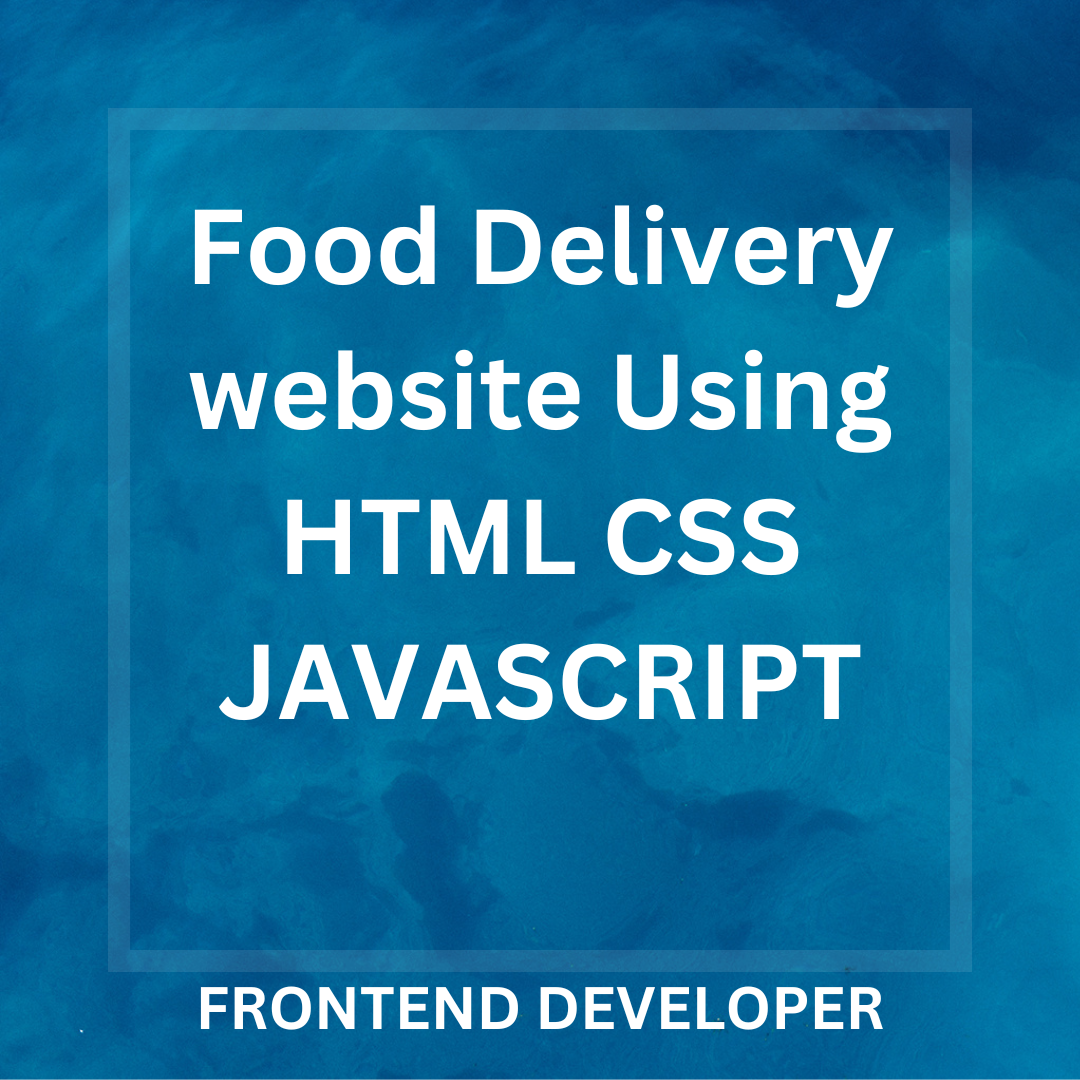 Food Delivery
website Using
HTML CSS
JAVASCRIPT
FRONTEND DEVELOPER